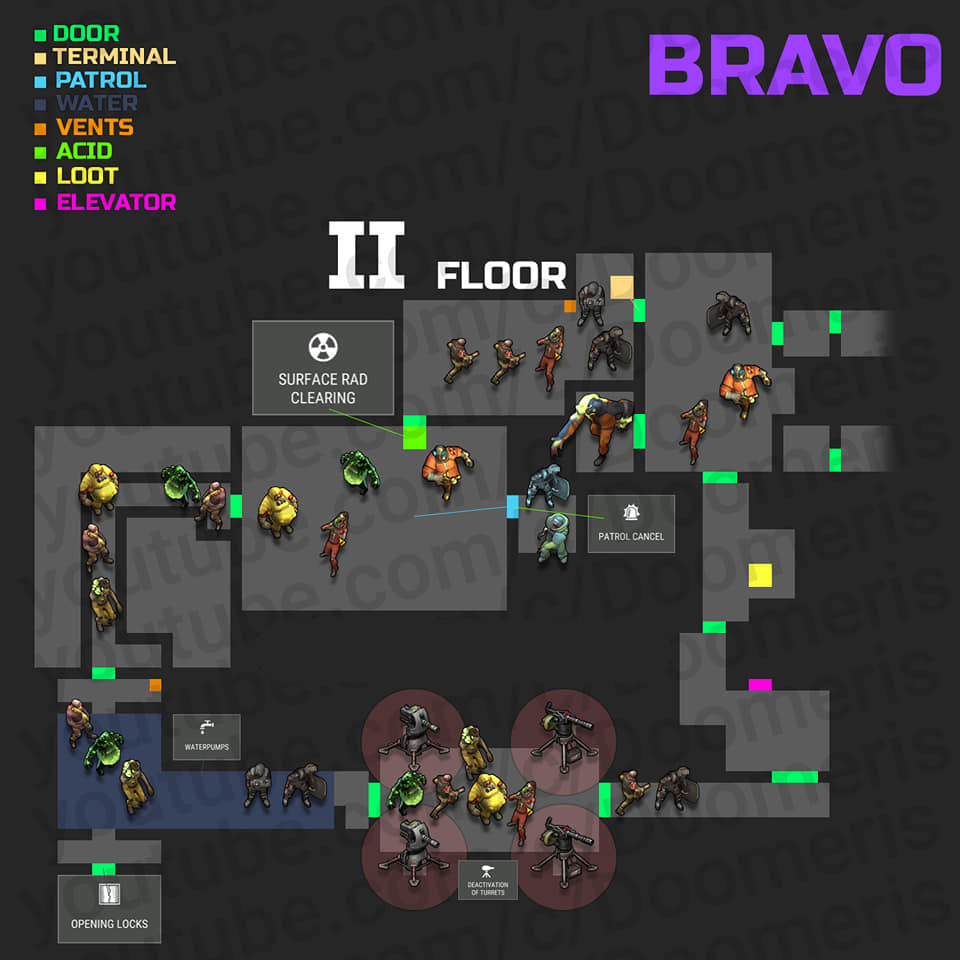 DOOR
TERMINAL
PATROL
WATER
VENTS
ACID
LOOT
ELEVATOR
BRAVO
II FLOOR
SURFACE RAD
CLEARING
PATROL CANCEL
WATERPUMPS
DEACTIVATION
OF TURRETS
OPENING LOCKS
youtube.com/c/Doomeris